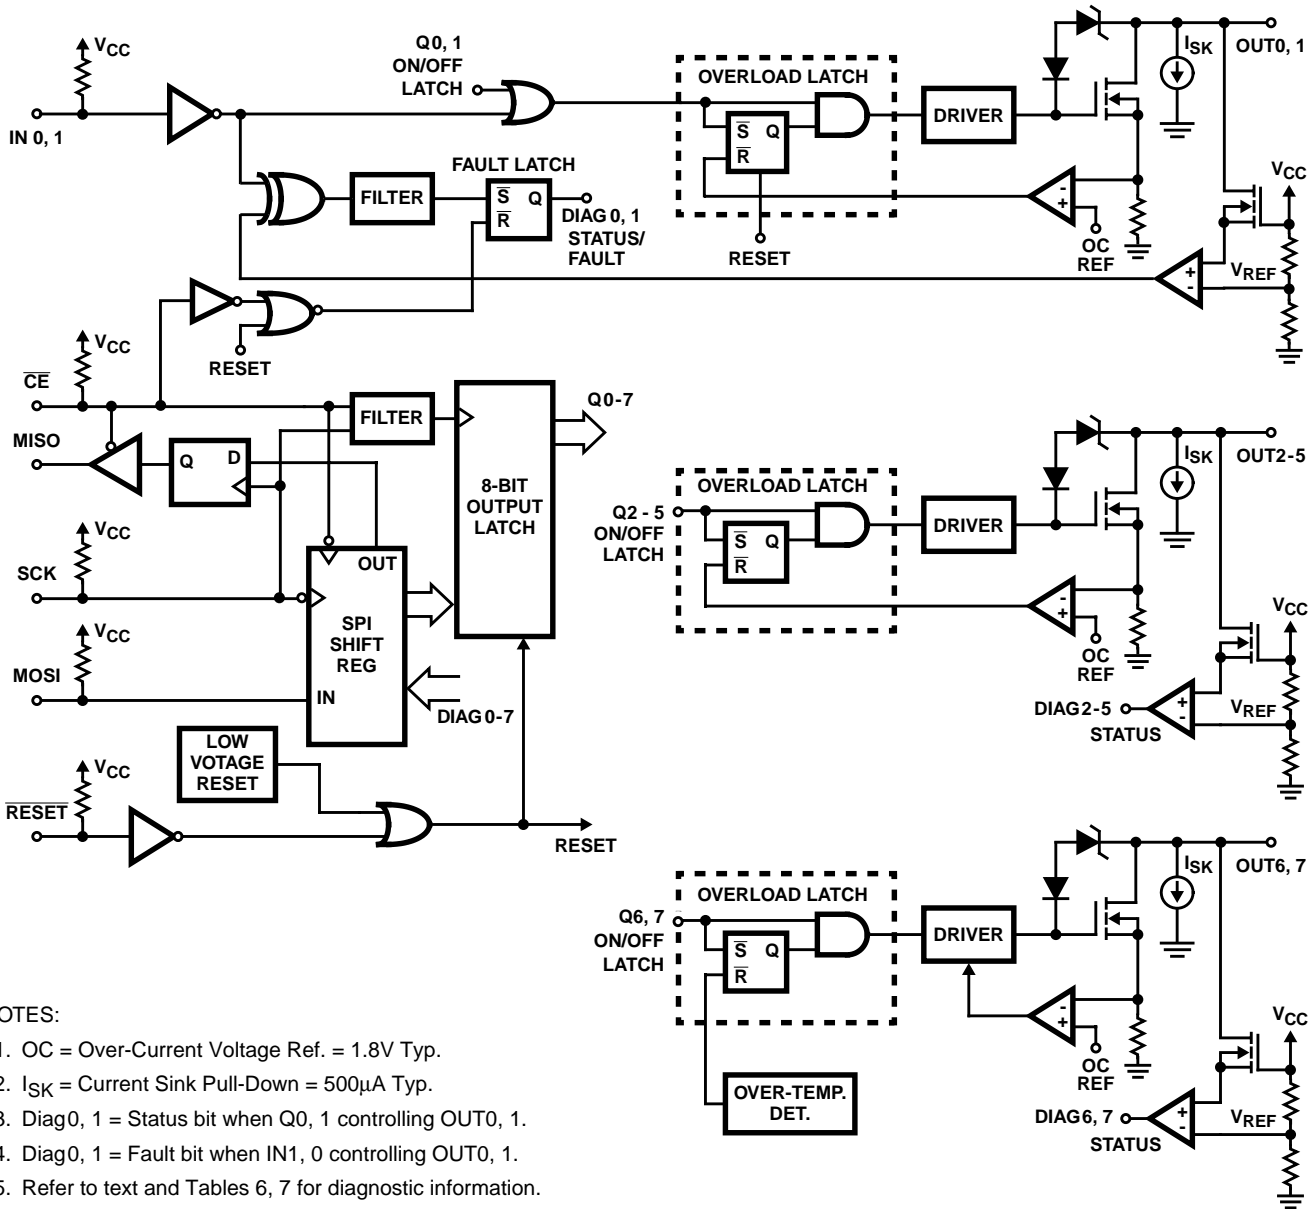 VCC
IN 0, 1
Q0, 1
ON/OFF
LATCH
FAULT LATCH
FILTER
S Q
R
DIAG 0, 1
STATUS/
FAULT
OVERLOAD LATCH
S Q
R
RESET
DRIVER
ISK
OUT0, 1
- +
OC
REF
VCC
VREF
+ -
RESET
VCC
CE
MISO
Q D
FILTER
Q0-7
8-BIT
OUTPUT
LATCH
VCC
SCK
OUT
SPI
SHIFT
REG
IN
VCC
MOSI
DIAG0-7
LOW
VOTAGE
RESET
VCC
RESET
RESET
OVERLOAD LATCH
Q2 - 5
ON/OFF
LATCH
S Q
R
DRIVER
ISK
OUT2-5
- +
OC
REF
VCC
VREF
+ -
DIAG2-5
STATUS
OVERLOAD LATCH
Q6, 7
ON/OFF
LATCH
S Q
R
OVER-TEMP.
DET.
DRIVER
ISK
OUT6, 7
- +
OC
REF
VCC
VREF
+ -
DIAG6, 7
STATUS
OTES:
1. OC = Over-Current Voltage Ref. = 1.8V Typ.
2. ISK = Current Sink Pull-Down = 500μA Typ.
3. Diag0, 1 = Status bit when Q0, 1 controlling OUT0, 1.
4. Diag0, 1 = Fault bit when IN1, 0 controlling OUT0, 1.
5. Refer to text and Tables 6, 7 for diagnostic information.